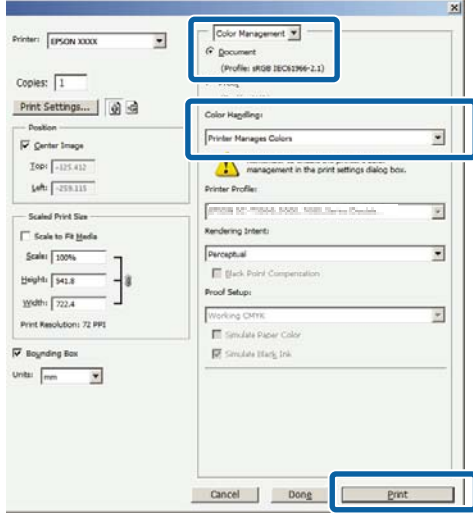 Printer: EPSON XXXX
Copies: 1
Print Settings...
Position
Center Image
Top: -125.412
Left: -259.115
Scaled Print Size
Scale to Fit Media
Scale: 100%
Height: 541.8
Width: 722.4
Print Resolution: 72 PPI
Bounding Box
Units: mm
Color Management
Document
(Profile: sRGB IEC61966-2.1)
Color Handling:
Printer Manages Colors
management in the print settings dialog box.
Printer Profile:
Rendering Intent:
Perceptual
Black Point Compensation
Proof Setup:
Working CMYK
Simulate Paper Color
Simulate Black Ink
Cancel
Done
Print